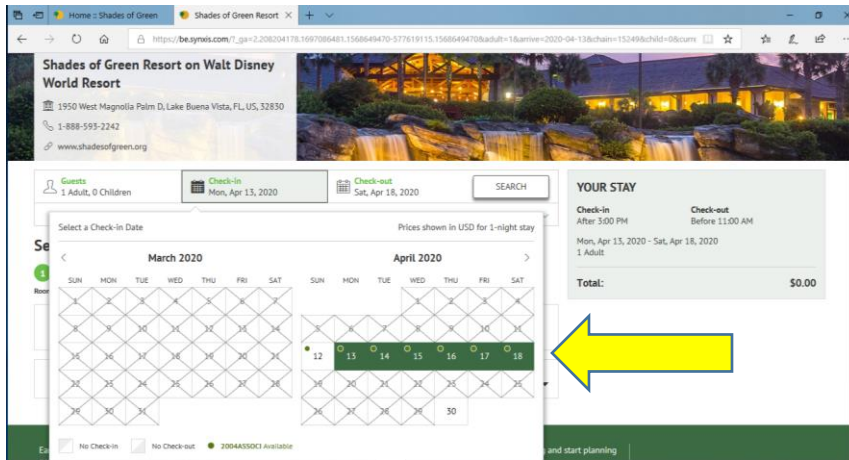 Home :: Shades of Green
Shades of Green Resort
https://be.synxis.com/?_ga=2.208204178.1697086481.1568649470-577619115.1568649470&adult=1&arrive=2020-04-13&chain=15249&child=0&curr
Shades of Green Resort on Walt Disney
World Resort
1950 West Magnolia Palm D, Lake Buena Vista, FL, US, 32830
1-888-593-2242
www.shadesofgreen.org
Guests
1 Adult, 0 Children
Check-in
Mon, Apr 13, 2020
Check-out
Sat, Apr 18, 2020
SEARCH
YOUR STAY
Check-in
After 3:00 PM
Check-out
Before 11:00 AM
Mon, Apr 13, 2020 - Sat, Apr 18, 2020
1 Adult
Total: $0.00
Se
1
Room
Select a Check-in Date
Prices shown in USD for 1-night stay
March 2020
SUN MON TUE WED THU FRI SAT
1 2 3 4 5 6 7
8 9 10 11 12 13 14
15 16 17 18 19 20 21
22 23 24 25 26 27 28
29 30 31
April 2020
SUN MON TUE WED THU FRI SAT
1 2 3 4
5 6 7 8 9 10 11
12 13 14 15 16 17 18
19 20 21 22 23 24 25
26 27 28 29 30
No Check-in
No Check-out
2004ASSOCI Available
Ea
and start planning